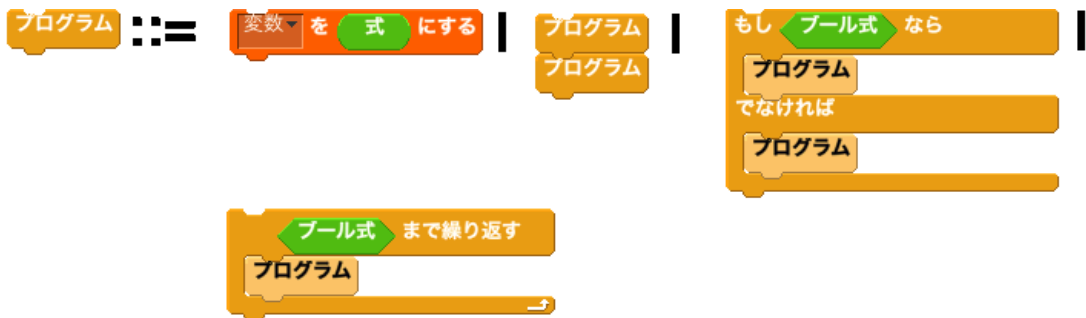 プログラム ::= 変数 を 式 にする | プログラム | もし ブール式 なら |
プログラム
プログラム
でなければ
プログラム
ブール式 まで繰り返す
プログラム